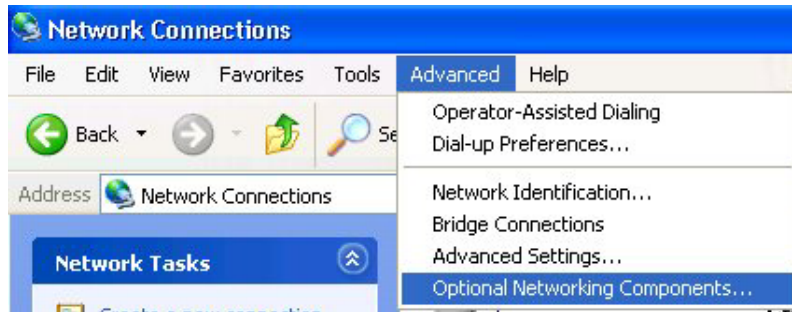 Network Connections
File Edit View Favorites Tools Advanced Help
Operator-Assisted Dialing
Back
Dial-up Preferences...
Address Network Connections
Network Identification...
Bridge Connections
Network Tasks
Advanced Settings...
Optional Networking Components...